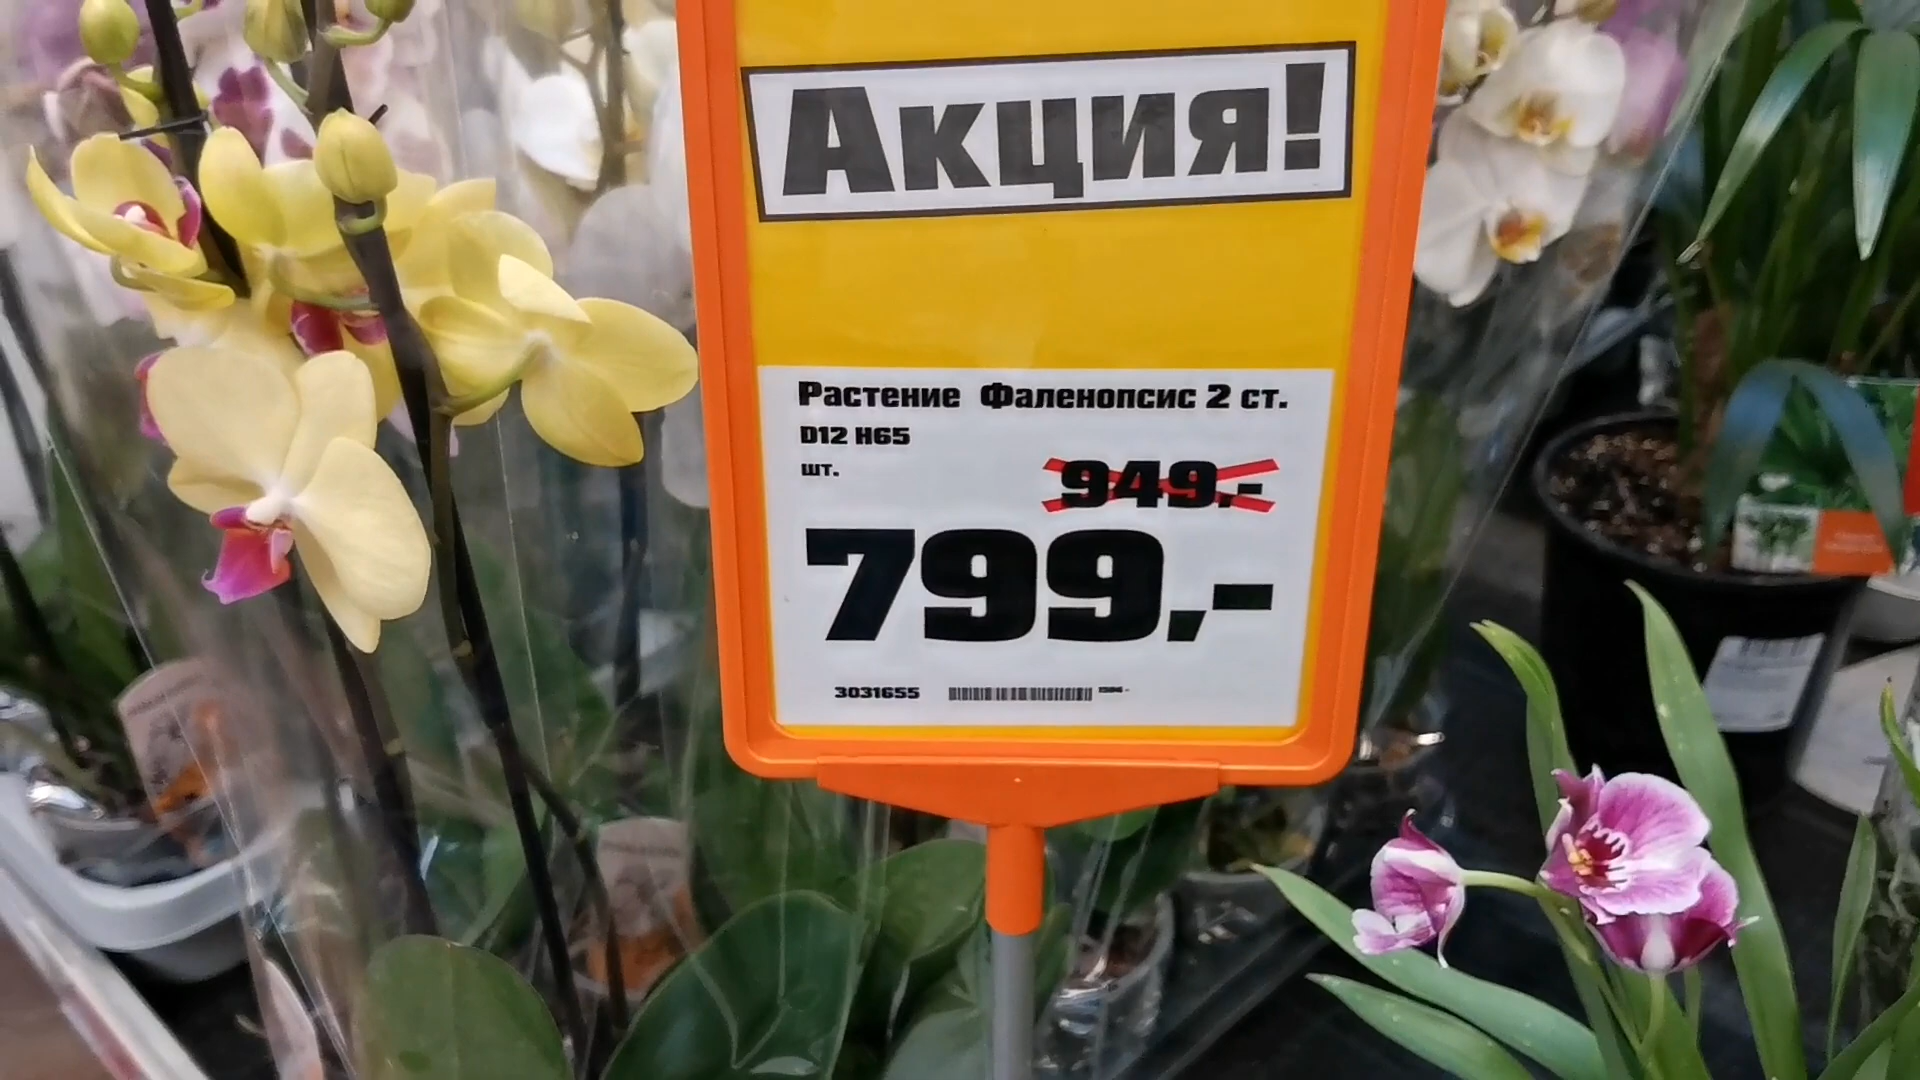 Акция!
Растение Фаленопсис 2 ст.
D12 H65
шт.
949,-
799,-
3031655